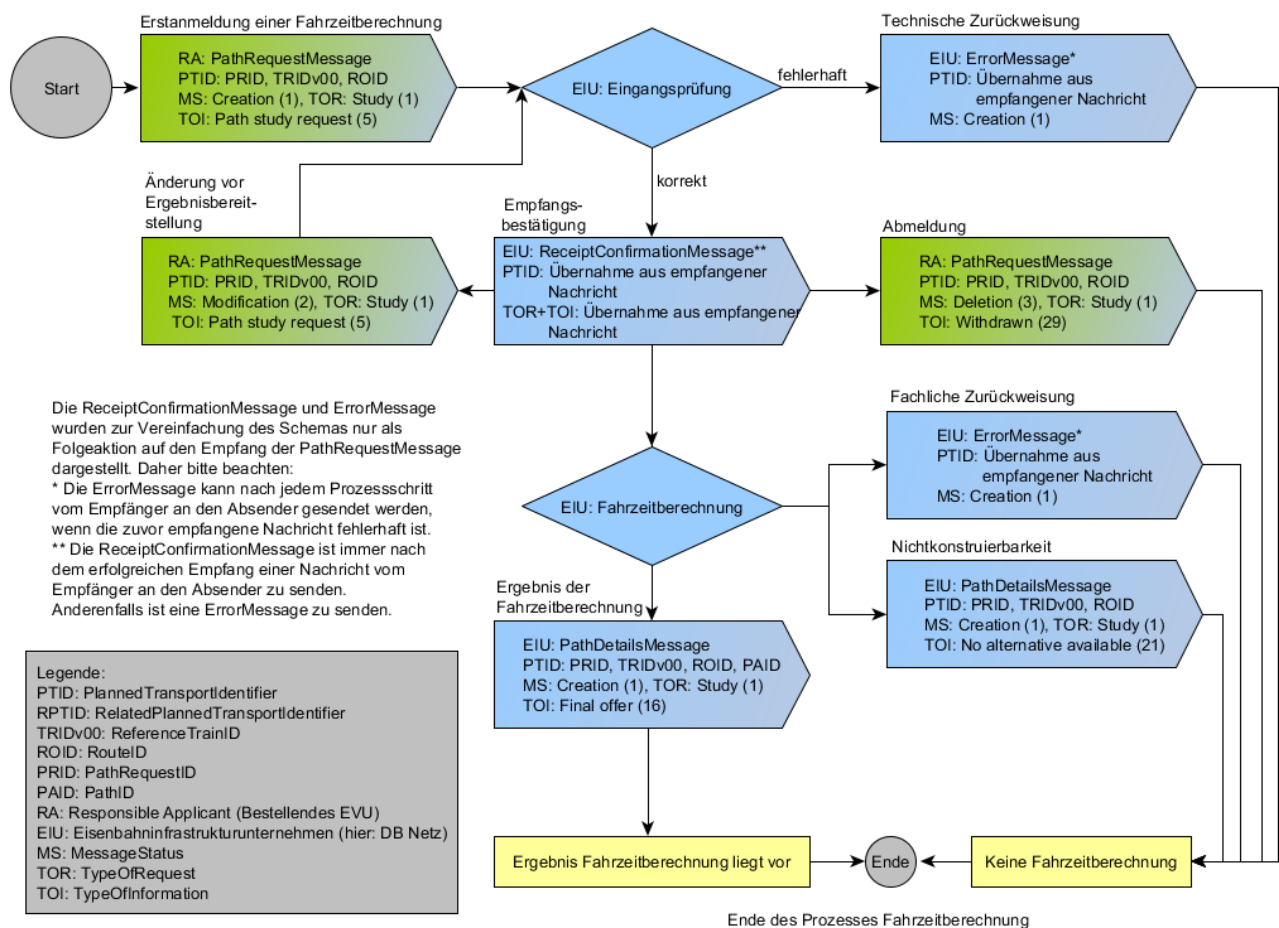 Erstanmeldung einer Fahrzeitberechnung
Technische Zurückweisung
Start
RA: PathRequestMessage
PTID: PRID, TRIDv00, ROID
MS: Creation (1), TOR: Study (1)
TOI: Path study request (5)
EIU: Eingangsprüfung
fehlerhaft
EIU: ErrorMessage*
PTID: Übernahme aus
empfangener Nachricht
MS: Creation (1)
korrekt
Änderung vor
Ergebnisbereit-
stellung
Empfangs-
bestätigung
Abmeldung
RA: PathRequestMessage
PTID: PRID, TRIDv00, ROID
MS: Modification (2), TOR: Study (1)
TOI: Path study request (5)
EIU: ReceiptConfirmationMessage**
PTID: Übernahme aus empfangener
Nachricht
TOR+TOI: Übernahme aus empfangener
Nachricht
RA: PathRequestMessage
PTID: PRID, TRIDv00, ROID
MS: Deletion (3), TOR: Study (1)
TOI: Withdrawn (29)
Die ReceiptConfirmationMessage und ErrorMessage
wurden zur Vereinfachung des Schemas nur als
Folgeaktion auf den Empfang der PathRequestMessage
dargestellt. Daher bitte beachten:
* Die ErrorMessage kann nach jedem Prozessschritt
vom Empfänger an den Absender gesendet werden,
wenn die zuvor empfangene Nachricht fehlerhaft ist.
** Die ReceiptConfirmationMessage ist immer nach
dem erfolgreichen Empfang einer Nachricht vom
Empfänger an den Absender zu senden.
Anderenfalls ist eine ErrorMessage zu senden.
EIU: Fahrzeitberechnung
Fachliche Zurückweisung
EIU: ErrorMessage*
PTID: Übernahme aus
empfangener Nachricht
MS: Creation (1)
Nichtkonstruierbarkeit
EIU: PathDetailsMessage
PTID: PRID, TRIDv00, ROID
MS: Creation (1), TOR: Study (1)
TOI: No alternative available (21)
Ergebnis der
Fahrzeitberechnung
EIU: PathDetailsMessage
PTID: PRID, TRIDv00, ROID, PAID
MS: Creation (1), TOR: Study (1)
TOI: Final offer (16)
Legende:
PTID: PlannedTransportIdentifier
RPTID: RelatedPlannedTransportIdentifier
TRIDv00: ReferenceTrainID
ROID: RouteID
PRID: PathRequestID
PAID: PathID
RA: Responsible Applicant (Bestellendes EVU)
EIU: Eisenbahninfrastrukturunternehmen (hier: DB Netz)
MS: MessageStatus
TOR: TypeOfRequest
TOI: TypeOfInformation
Ergebnis Fahrzeitberechnung liegt vor
Ende
Keine Fahrzeitberechnung
Ende des Prozesses Fahrzeitberechnung